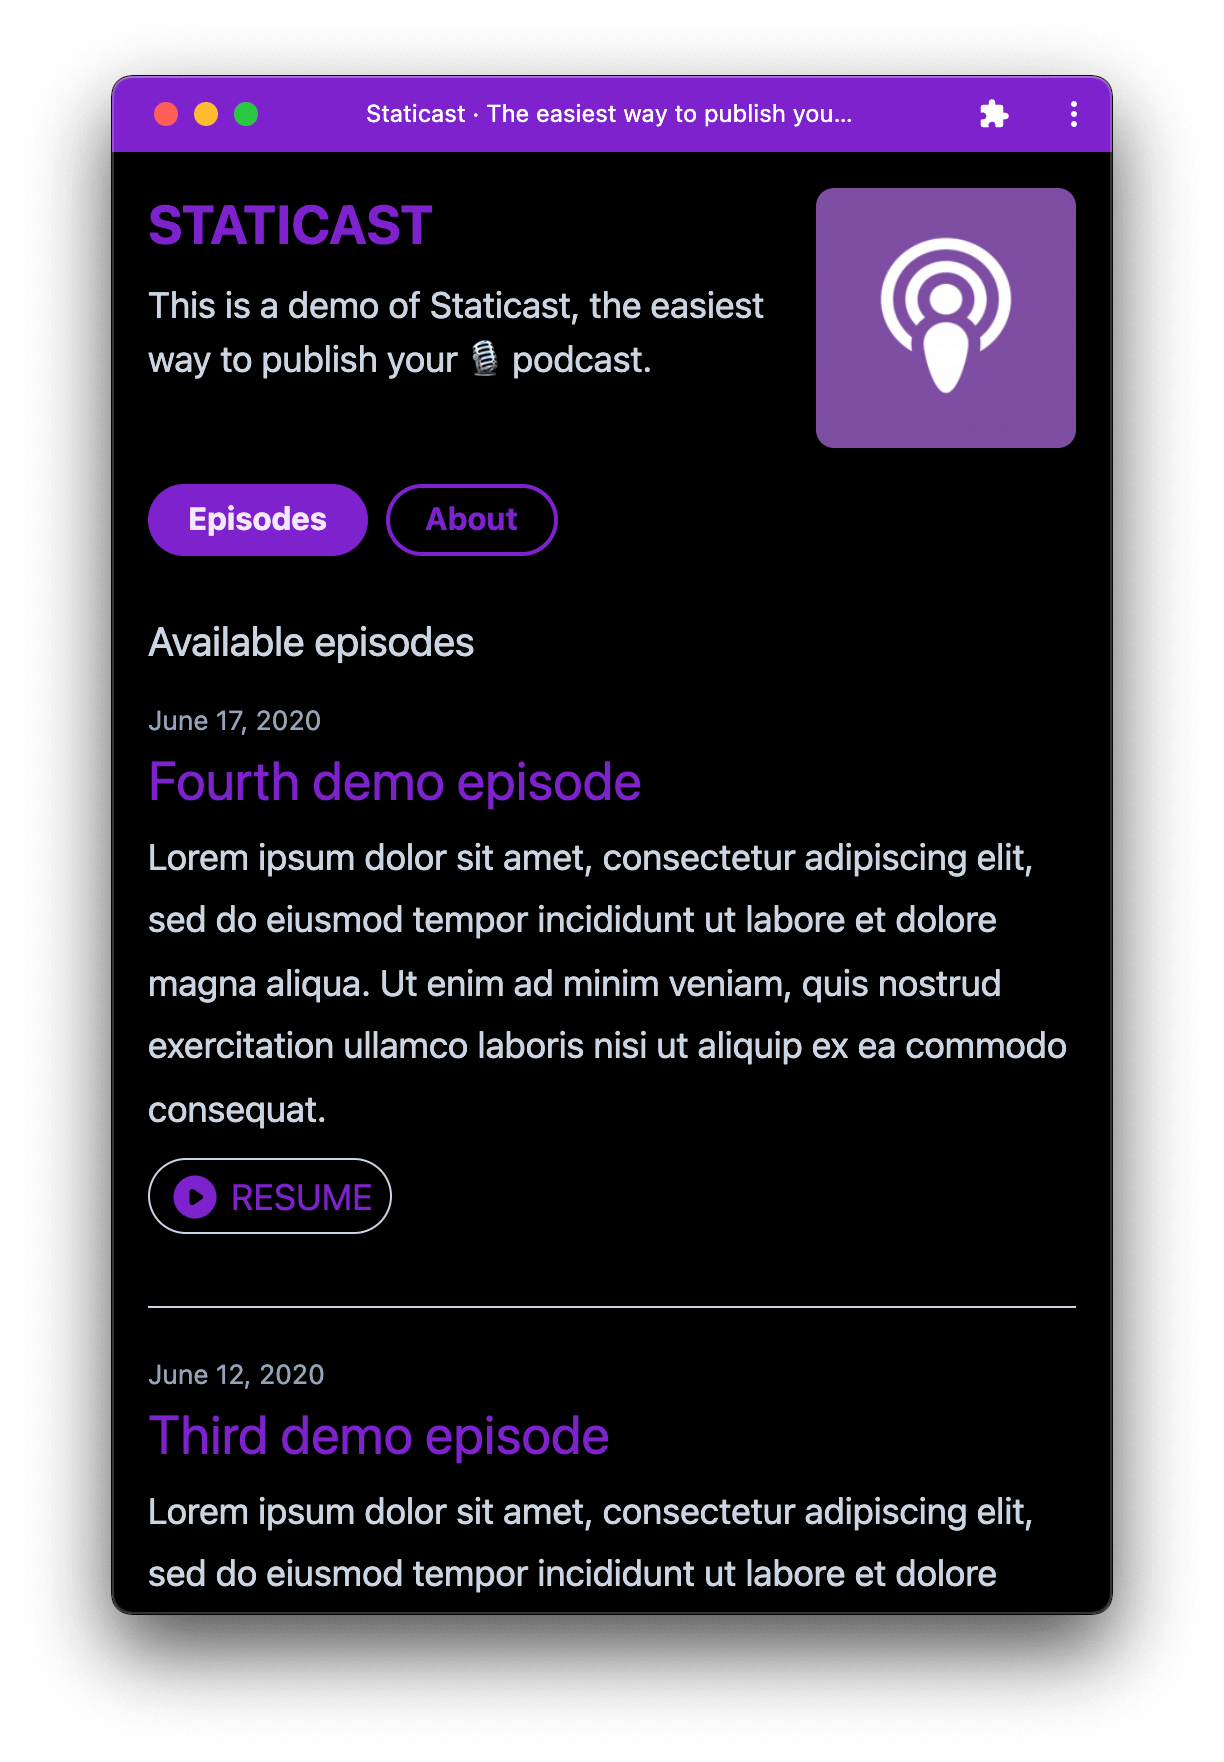 Staticast · The easiest way to publish you...
STATICAST
This is a demo of Staticast, the easiest
way to publish your 🎙️ podcast.
Episodes
About
Available episodes
June 17, 2020
Fourth demo episode
Lorem ipsum dolor sit amet, consectetur adipiscing elit,
sed do eiusmod tempor incididunt ut labore et dolore
magna aliqua. Ut enim ad minim veniam, quis nostrud
exercitation ullamco laboris nisi ut aliquip ex ea commodo
consequat.
RESUME
June 12, 2020
Third demo episode
Lorem ipsum dolor sit amet, consectetur adipiscing elit,
sed do eiusmod tempor incididunt ut labore et dolore